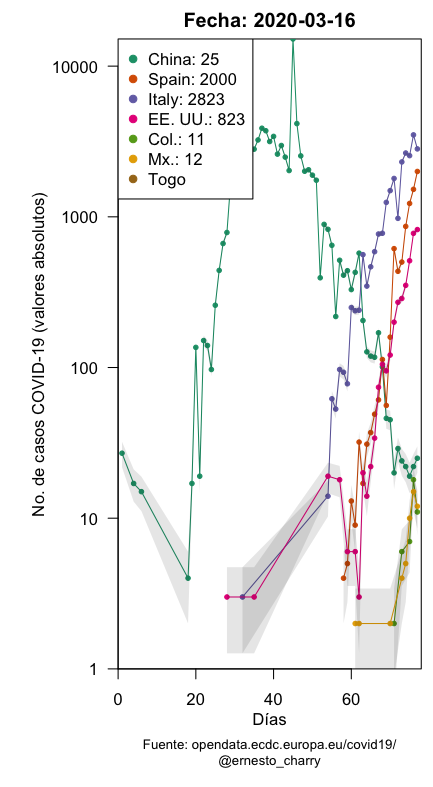 Fecha: 2020-03-16
China: 25
Spain: 2000
Italy: 2823
EE. UU.: 823
Col.: 11
Mx.: 12
Togo
No. de casos COVID-19 (valores absolutos)
10000
1000
100
10
1
0
20
40
60
Días
Fuente: opendata.ecdc.europa.eu/covid19/
@ernesto_charry